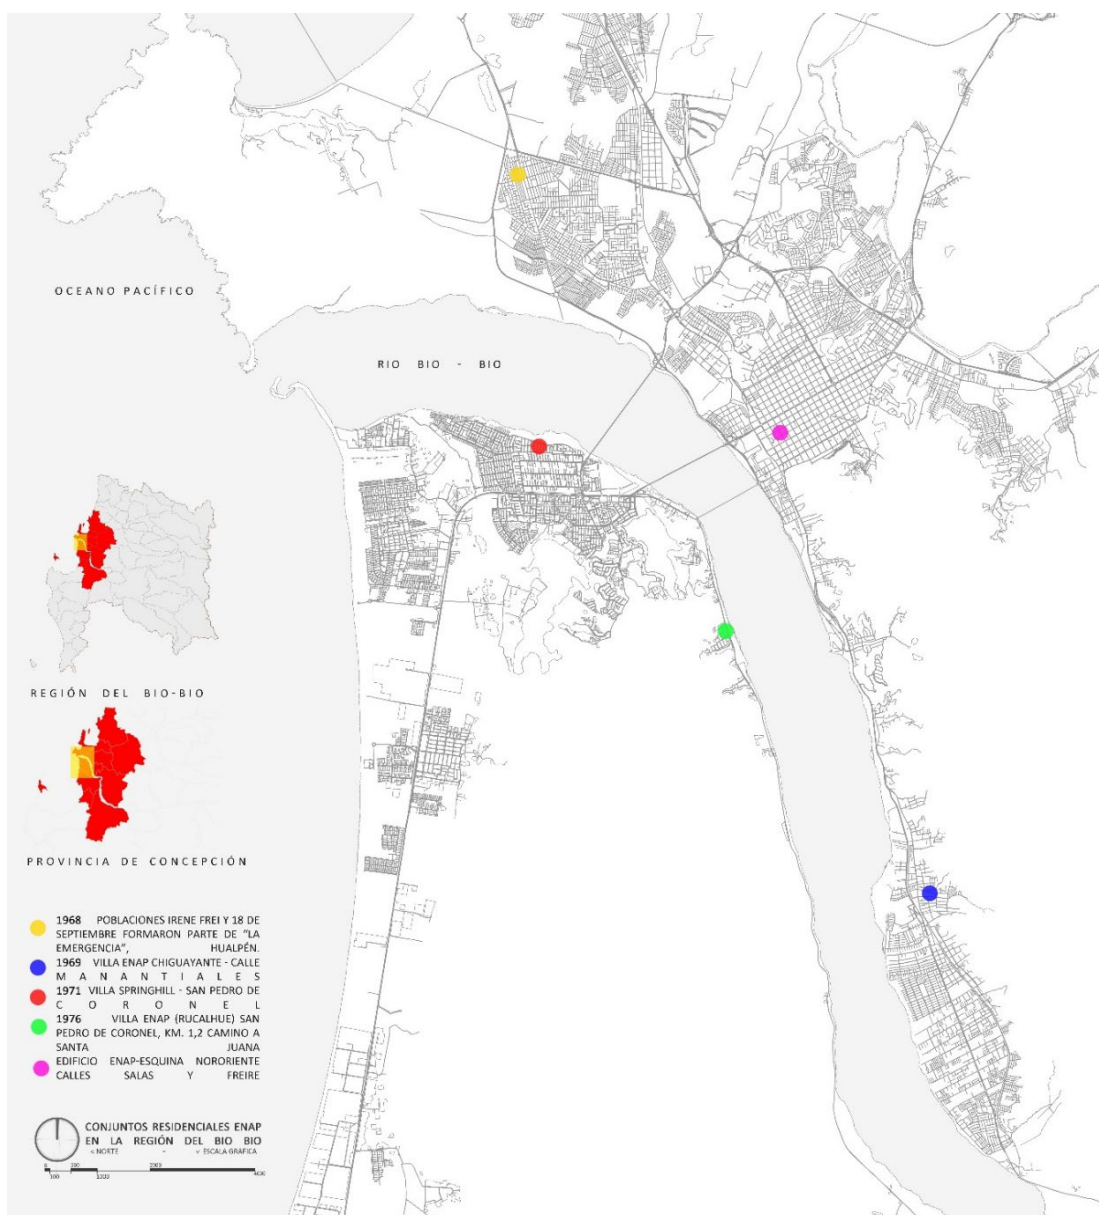 OCEANO PACÍFICO
RIO BIO - BIO
REGIÓN DEL BIO-BIO
PROVINCIA DE CONCEPCIÓN
1968 POBLACIONES IRENE FREI Y 18 DE
SEPTIEMBRE FORMARON PARTE DE "LA
EMERGENCIA", HUALPÉN.
1969 VILLA ENAP CHIGUAYANTE - CALLE
MANANTIALES
1971 VILLA SPRINGHILL - SAN PEDRO DE
CORONEL
1976 VILLA ENAP (RUCALHUE) SAN
PEDRO DE CORONEL, KM. 1,2 CAMINO A
SANTA JUANA
EDIFICIO ENAP-ESQUINA NORORIENTE
CALLES SALAS Y FREIRE
CONJUNTOS RESIDENCIALES ENAP
EN LA REGIÓN DEL BIO BIO
< NORTE - v ESCALA GRAFICA